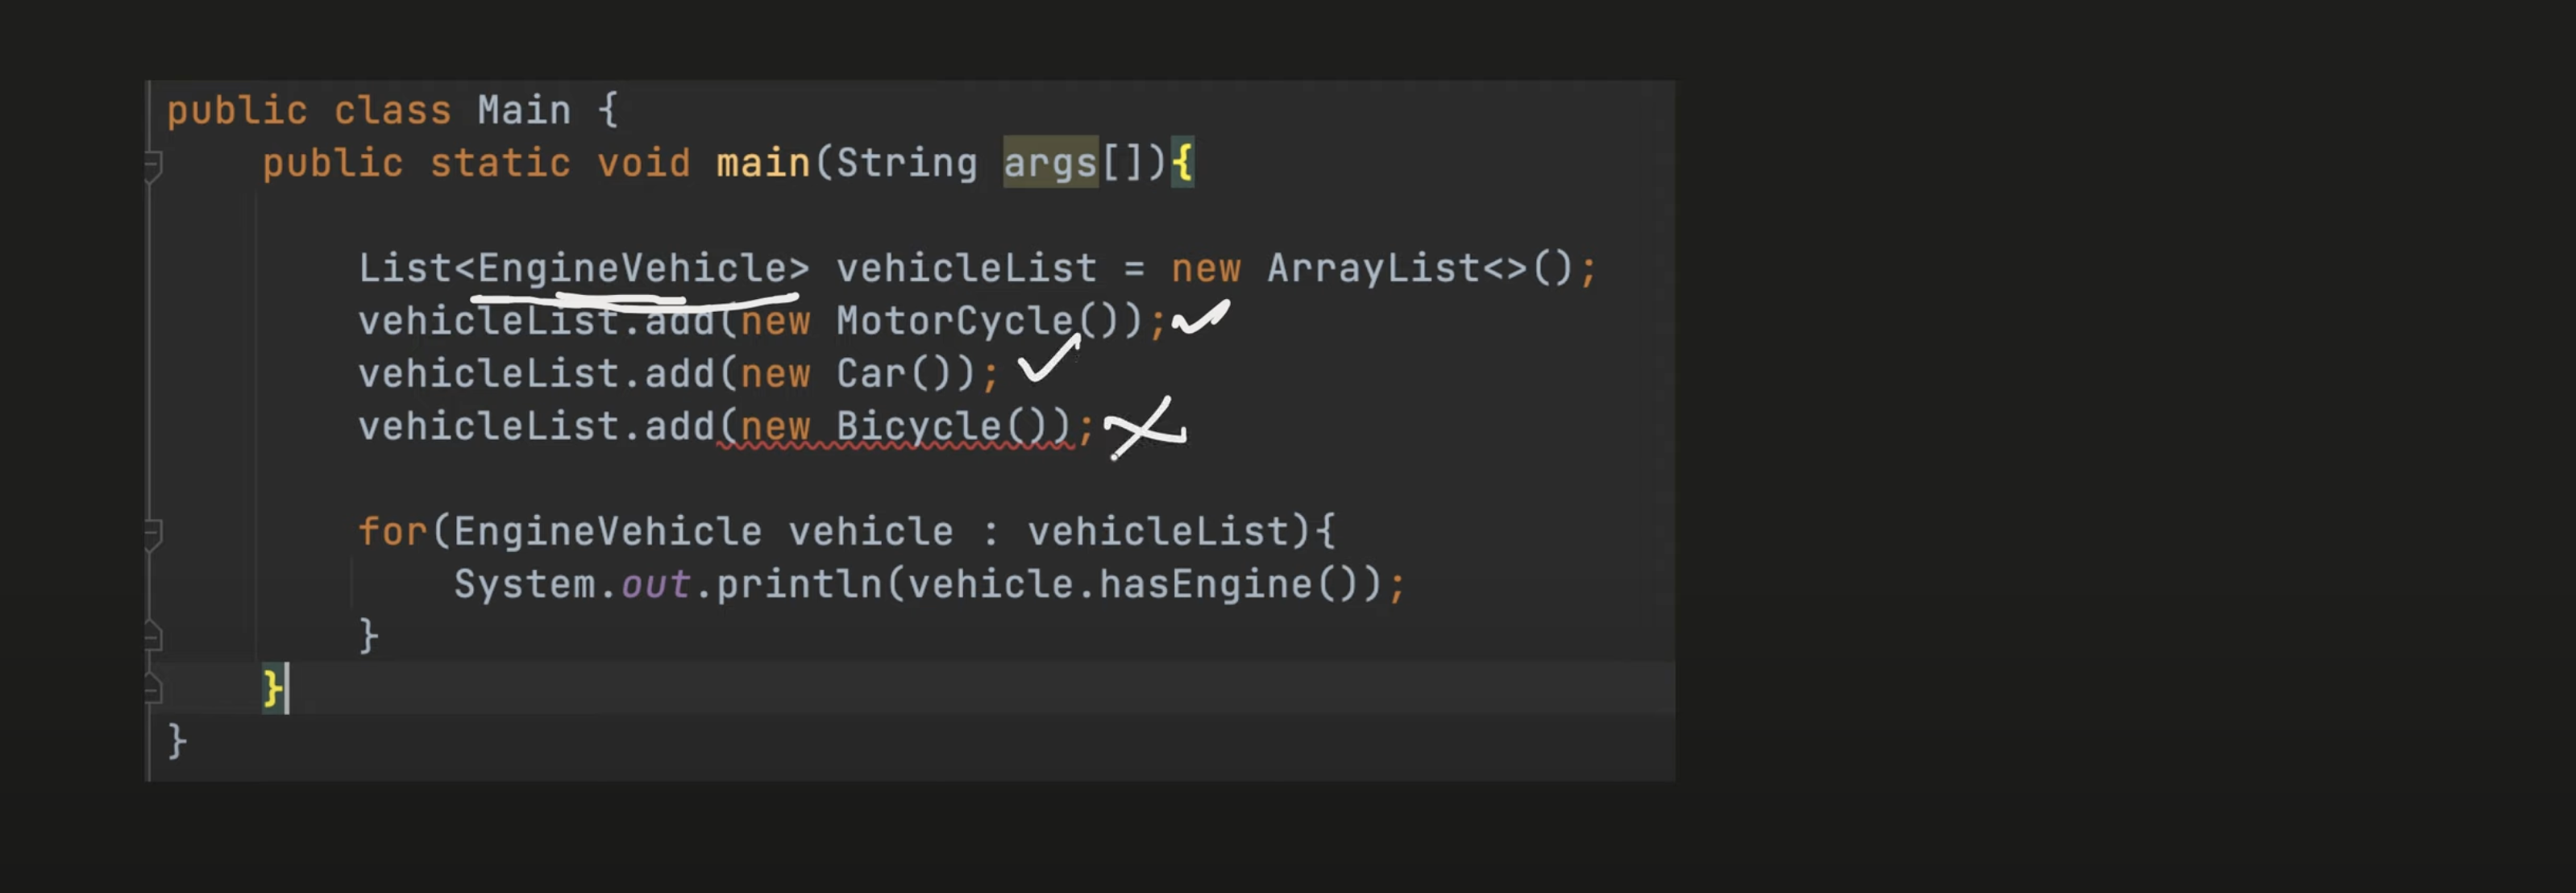 public class Main {
public static void main(String args[]){
List<EngineVehicle> vehicleList = new ArrayList<>();
vehicleList.add(new MotorCycle());
vehicleList.add(new Car());
vehicleList.add(new Bicycle());
for(EngineVehicle vehicle : vehicleList){
System.out.println(vehicle.hasEngine());
}
}
}